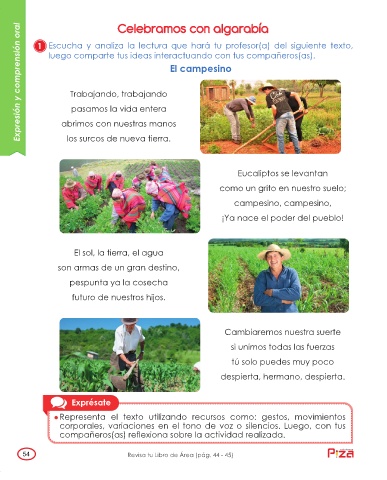 Celebramos con algarabía
Expresión y comprensión oral
1 Escucha y analiza la lectura que hará tu profesor(a) del siguiente texto,
luego comparte tus ideas interactuando con tus compañeros(as).
El campesino
Trabajando, trabajando
pasamos la vida entera
abrimos con nuestras manos
los surcos de nueva tierra.
Eucaliptos se levantan
como un grito en nuestro suelo;
campesino, campesino,
¡Ya nace el poder del pueblo!
El sol, la tierra, el agua
son armas de un gran destino,
pespunta ya la cosecha
futuro de nuestros hijos.
Cambiaremos nuestra suerte
si unimos todas las fuerzas
tú solo puedes muy poco
despierta, hermano, despierta.
Exprésate
Representa el texto utilizando recursos como: gestos, movimientos
corporales, variaciones en el tono de voz o silencios. Luego, con tus
compañeros(as) reflexiona sobre la actividad realizada.
54
Revisa tu Libro de Área (pág. 44 - 45)
P!za